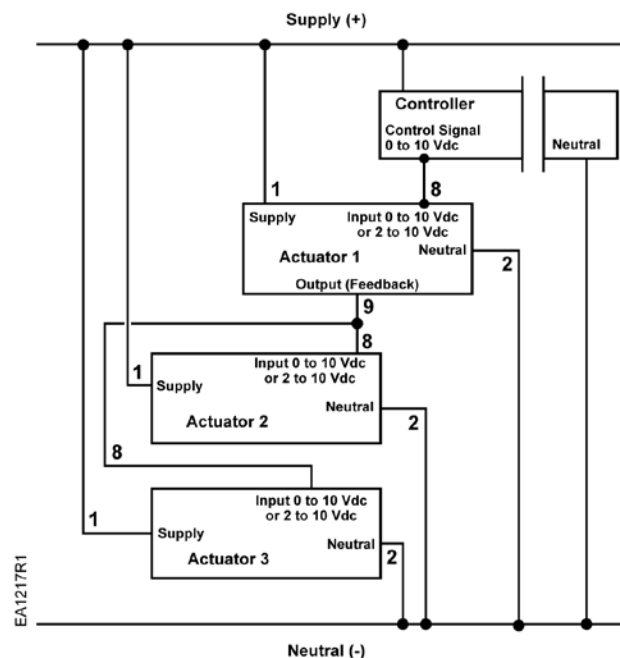 Supply (+)
Controller
Control Signal
0 to 10 Vdc
Neutral
1
8
Supply
Input 0 to 10 Vdc
or 2 to 10 Vdc
Neutral
Actuator 1
2
Output (Feedback)
9
8
Input 0 to 10 Vdc
or 2 to 10 Vdc
1
Supply
Neutral
Actuator 2
2
8
Input 0 to 10 Vdc
or 2 to 10 Vdc
1
Supply
Neutral
Actuator 3
2
EA1217R1
Neutral (-)